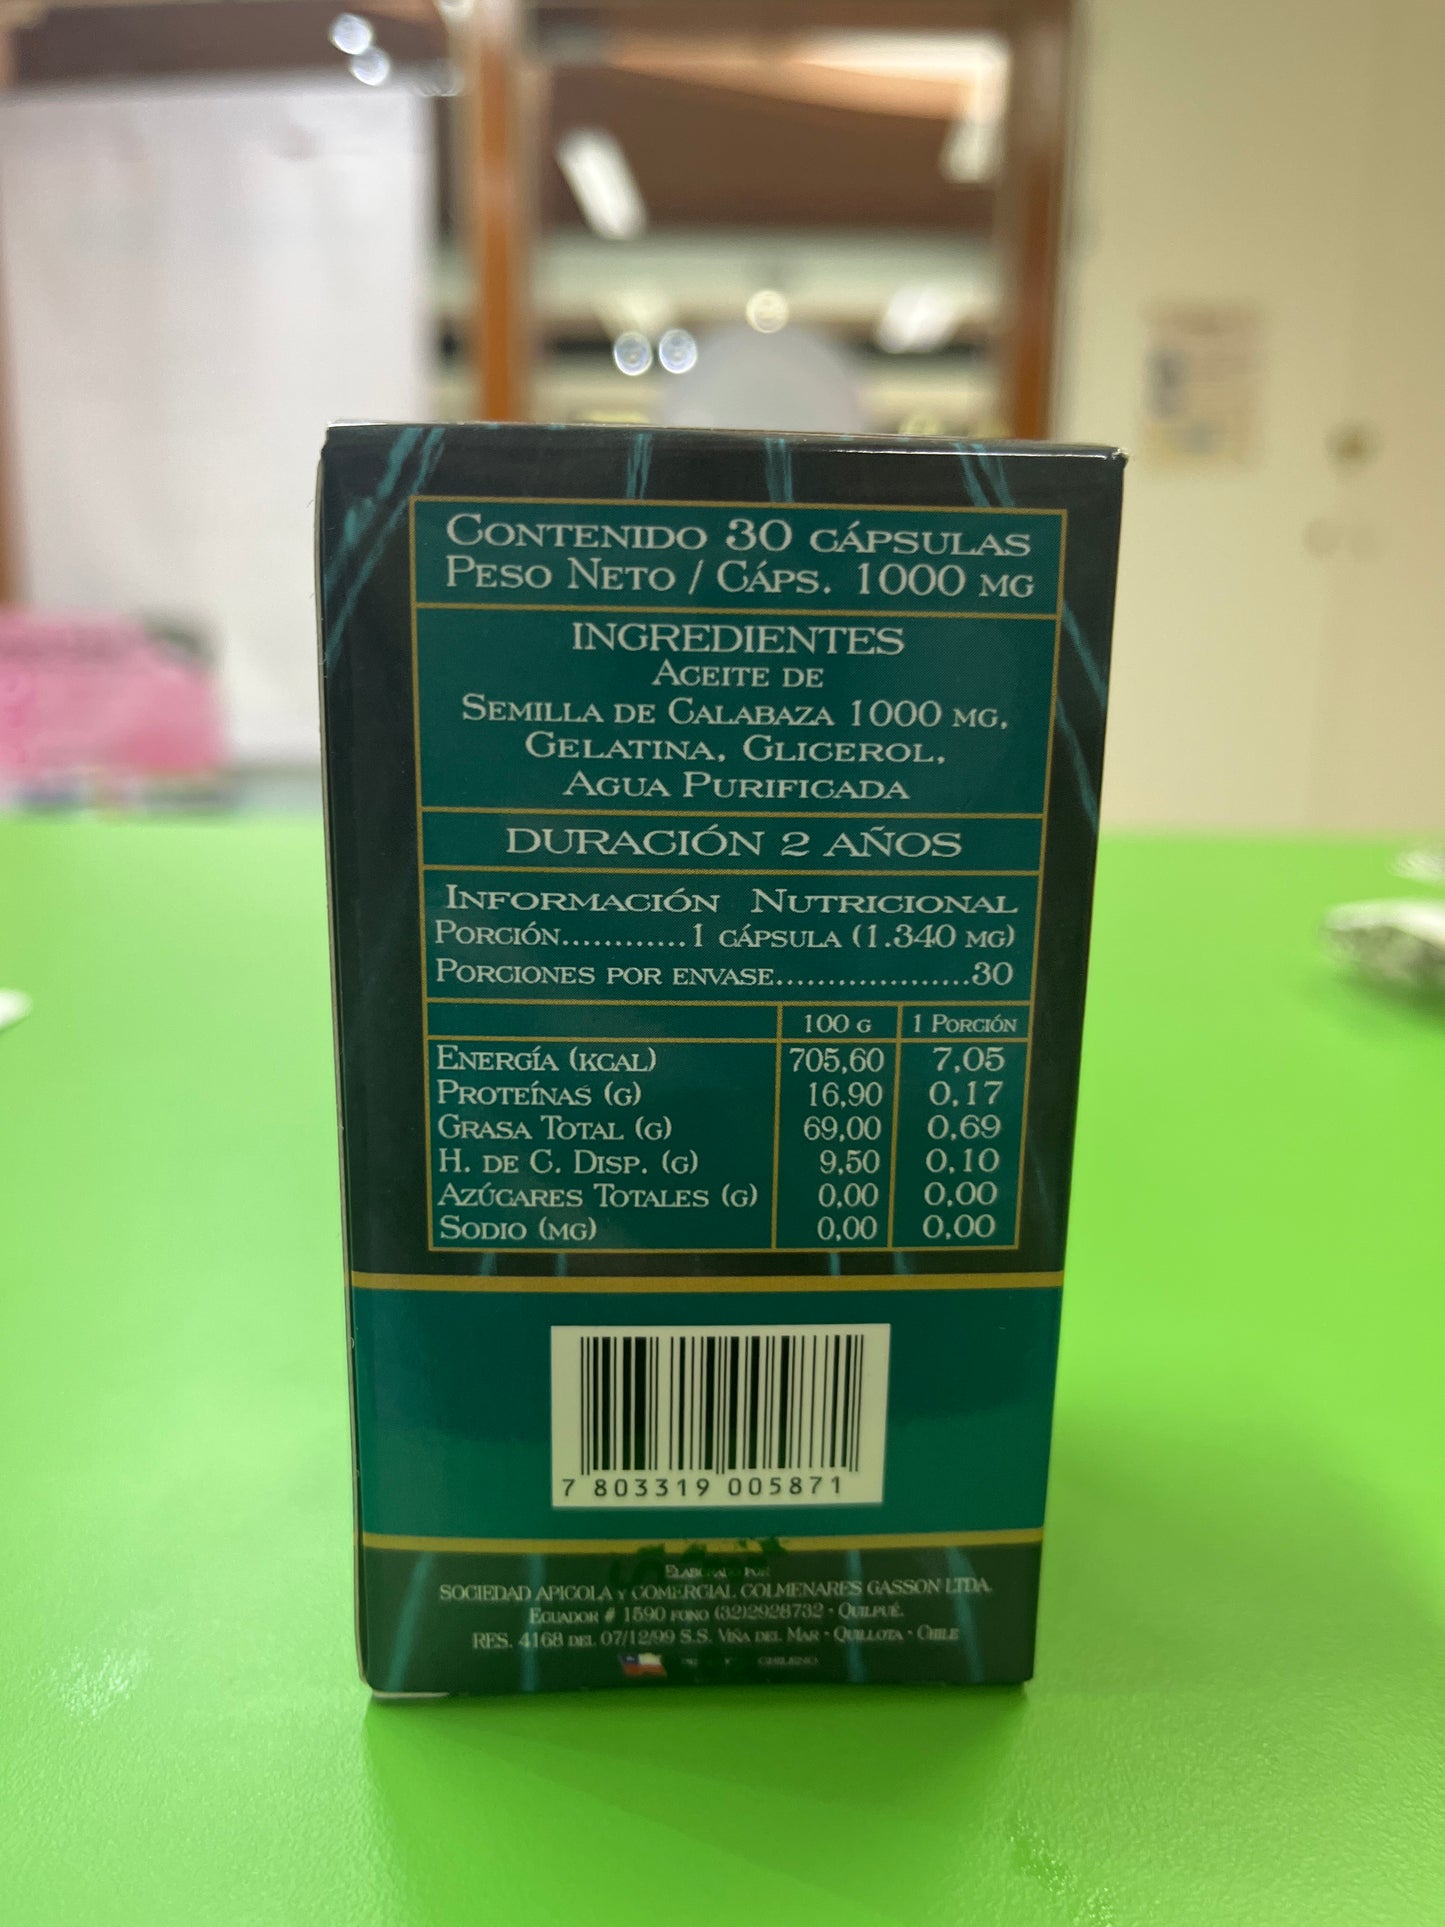 CONTENIDO 30 CÁPSULAS
PESO NETO / CÁPS. 1000 MG
INGREDIENTES
ACEITE DE
SEMILLA DE CALABAZA 1000 MG,
GELATINA, GLICEROL,
AGUA PURIFICADA
DURACIÓN 2 AÑOS
INFORMACIÓN NUTRICIONAL
PORCIÓN............1 CÁPSULA (1.340 MG)
PORCIONES POR ENVASE...................30
100 G 1 PORCIÓN
ENERGÍA (KCAL) 705,60 7,05
PROTEÍNAS (G) 16,90 0,17
GRASA TOTAL (G) 69,00 0,69
H. DE C. DISP. (G) 9,50 0,10
AZÚCARES TOTALES (G) 0,00 0,00
SODIO (MG) 0,00 0,00
7 803319 005871
ELABORADO POR
SOCIEDAD APICOLA Y COMERCIAL COLMENARES GASSON LTDA.
ECUADOR # 1590 FONO (32)2928732 - QUILPUÉ.
RES. 4168 DEL 07/12/99 S.S. VIÑA DEL MAR - QUILLOTA - CHILE
CHILENO